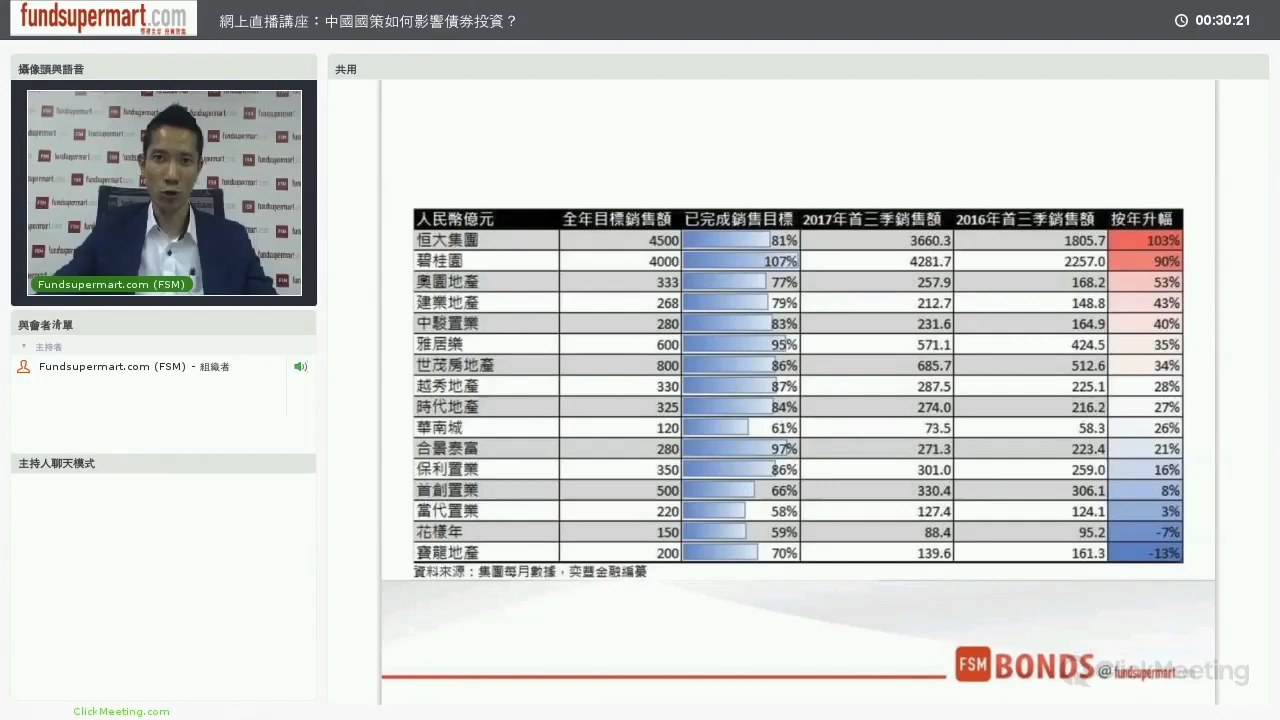 fundsupermart.com
網上直播講座：中國國策如何影響債券投資？
00:30:21
攝像頭與語音
Fundsupermart.com (FSM)
與會者清單
主持者
Fundsupermart.com (FSM) - 組織者
主持人聊天模式
ClickMeeting.com
共用
人民幣億元 全年目標銷售額 已完成銷售目標 2017年首三季銷售額 2016年首三季銷售額 按年升幅
恒大集團 4500 81% 3660.3 1805.7 103%
碧桂園 4000 107% 4281.7 2257.0 90%
奧園地產 333 77% 257.9 168.2 53%
建業地產 268 79% 212.7 148.8 43%
中駿置業 280 83% 231.6 164.9 40%
雅居樂 600 95% 571.1 424.5 35%
世茂房地產 800 86% 685.7 512.6 34%
越秀地產 330 87% 287.5 225.1 28%
時代地產 325 84% 274.0 216.2 27%
華南城 120 61% 73.5 58.3 26%
合景泰富 280 97% 271.3 223.4 21%
保利置業 350 86% 301.0 259.0 16%
首創置業 500 66% 330.4 306.1 8%
當代置業 220 58% 127.4 124.1 3%
花樣年 150 59% 88.4 95.2 -7%
寶龍地產 200 70% 139.6 161.3 -13%
資料來源：集團每月數據，奕豐金融編纂
FSM BONDS @ fundsupermart
ClickMeeting